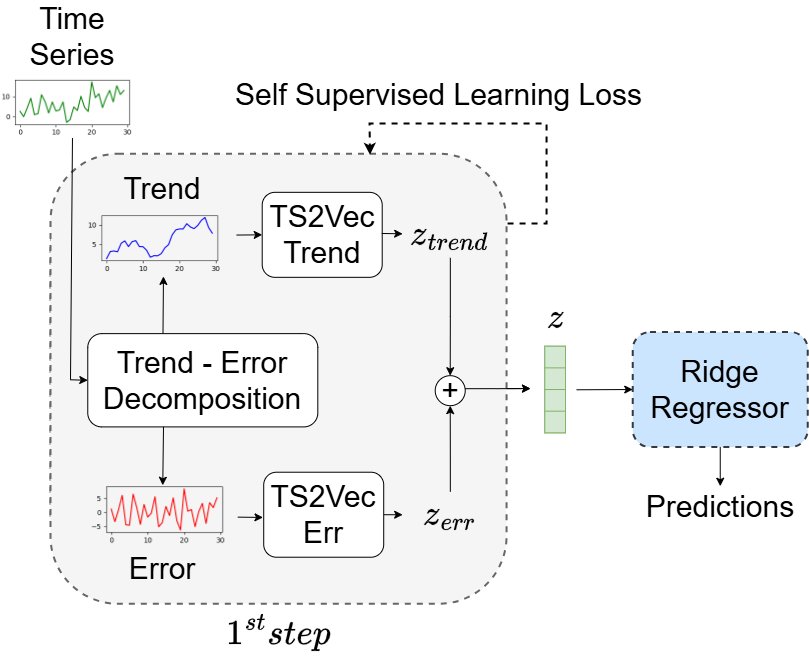 Time
Series
10
0
0 10 20 30
Self Supervised Learning Loss
Trend
10
5
0 10 20 30
TS2Vec
Trend
z_{trend}
Trend - Error
Decomposition
+
z
Ridge
Regressor
Predictions
5
0
−5
0 10 20 30
TS2Vec
Err
z_{err}
Error
1^{st} step